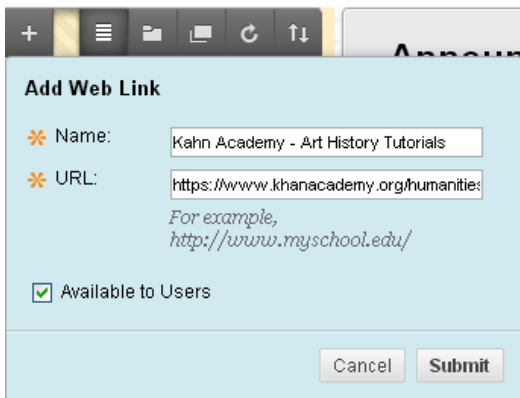 Add Web Link
Name:
Kahn Academy - Art History Tutorials
URL:
https://www.khanacademy.org/humanities
For example,
http://www.myschool.edu/
Available to Users
Cancel Submit